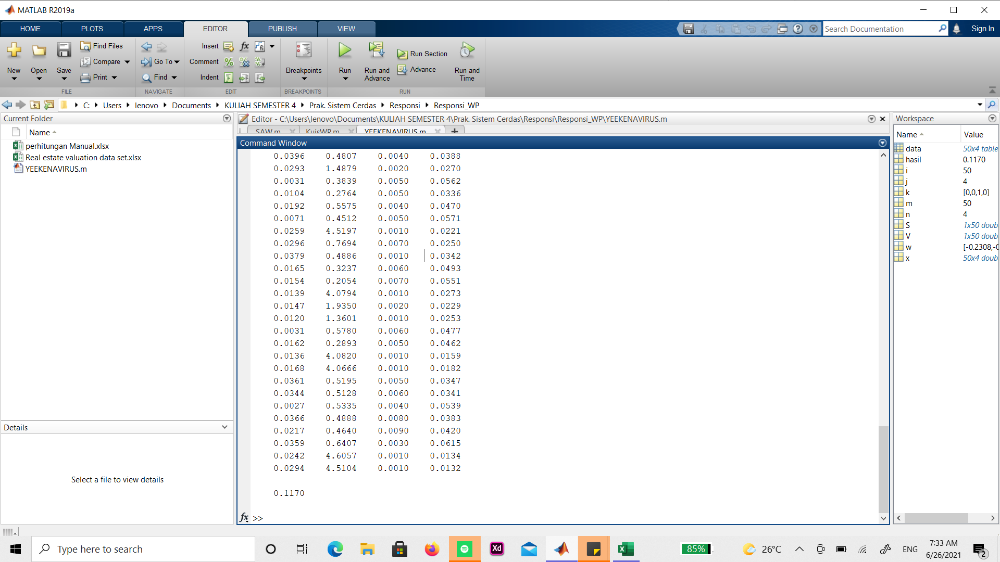 MATLAB R2019a
HOME PLOTS APPS EDITOR PUBLISH VIEW
Search Documentation
Sign In
New Open Save Find Files Compare Print
Go To Find
Insert Comment Indent
Breakpoints
Run Run and Advance Run Section Advance Run and Time
FILE NAVIGATE EDIT BREAKPOINTS RUN
C: Users lenovo Documents KULIAH SEMESTER 4 Prak. Sistem Cerdas Responsi Responsi_WP
Current Folder
Name
perhitungan Manual.xlsx
Real estate valuation data set.xlsx
YEEKENAVIRUS.m
Details
Select a file to view details
Editor - C:\Users\lenovo\Documents\KULIAH SEMESTER 4\Prak. Sistem Cerdas\Responsi\Responsi_WP\YEEKENAVIRUS.m
SAW.m KuisWP.m YEEKENAVIRUS.m
Command Window
0.0396 0.4807 0.0040 0.0388
0.0293 1.4879 0.0020 0.0270
0.0031 0.3839 0.0050 0.0562
0.0104 0.2764 0.0050 0.0336
0.0192 0.5575 0.0040 0.0470
0.0071 0.4512 0.0050 0.0571
0.0259 4.5197 0.0010 0.0221
0.0296 0.7694 0.0070 0.0250
0.0379 0.4886 0.0010 0.0342
0.0165 0.3237 0.0060 0.0493
0.0154 0.2054 0.0070 0.0551
0.0139 4.0794 0.0010 0.0273
0.0147 1.9350 0.0020 0.0229
0.0120 1.3601 0.0010 0.0253
0.0031 0.5780 0.0060 0.0477
0.0162 0.2893 0.0050 0.0462
0.0136 4.0820 0.0010 0.0159
0.0168 4.0666 0.0010 0.0182
0.0361 0.5195 0.0050 0.0347
0.0344 0.5128 0.0060 0.0341
0.0027 0.5335 0.0040 0.0539
0.0366 0.4888 0.0080 0.0383
0.0217 0.4640 0.0090 0.0420
0.0359 0.6407 0.0030 0.0615
0.0242 4.6057 0.0010 0.0134
0.0294 4.5104 0.0010 0.0132
0.1170
fx >>
Workspace
Name Value
data 50x4 table
hasil 0.1170
i 50
j 4
k [0,0,1,0]
m 50
n 4
S 1x50 doub
V 1x50 doub
w [-0.2308,-0
x 50x4 doub
Type here to search
Xd
85%
26°C
ENG
7:33 AM
6/26/2021
2